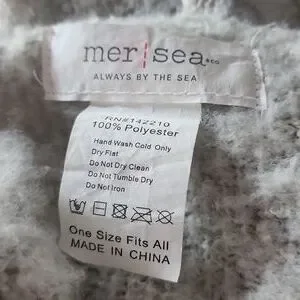 mer|sea &co
ALWAYS BY THE SEA
RN#142210
100% Polyester
Hand Wash Cold Only
Dry Flat
Do Not Dry Clean
Do Not Tumble Dry
Do Not Iron
One Size Fits All
MADE IN CHINA